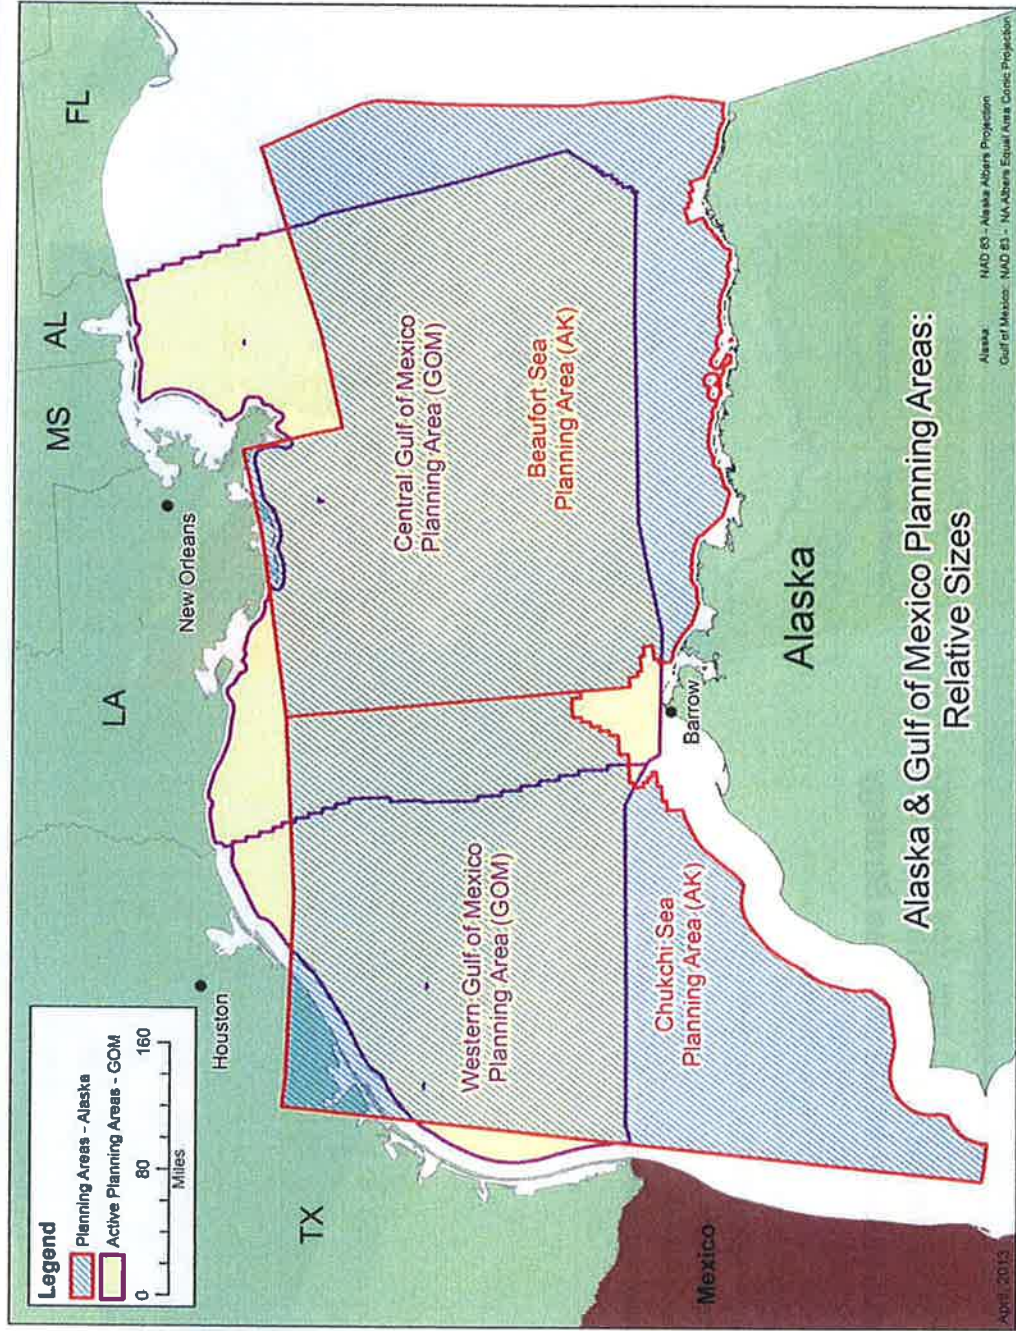 Legend
Planning Areas - Alaska
Active Planning Areas - GOM
0 80 160
Miles
TX
LA
MS
AL
FL
Houston
New Orleans
Mexico
Western Gulf of Mexico
Planning Area (GOM)
Central Gulf of Mexico
Planning Area (GOM)
Chukchi Sea
Planning Area (AK)
Beaufort Sea
Planning Area (AK)
Barrow
Alaska
Alaska & Gulf of Mexico Planning Areas:
Relative Sizes
Alaska: NAD 83 - Alaska Albers Projection
Gulf of Mexico: NAD 83 - NA Albers Equal Area Conic Projection
April, 2013